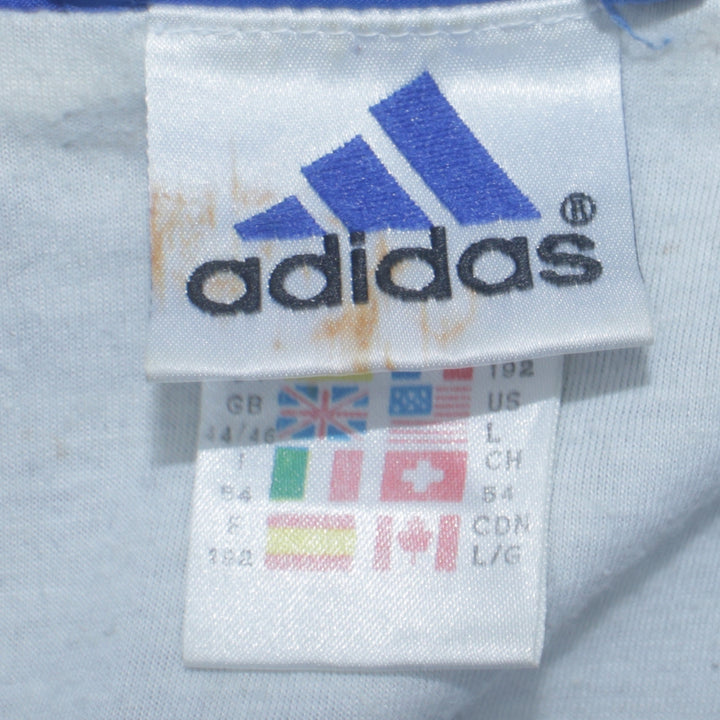 adidas®
192
GB US
44/46 L
I CH
54 54
E CDN
192 L/G